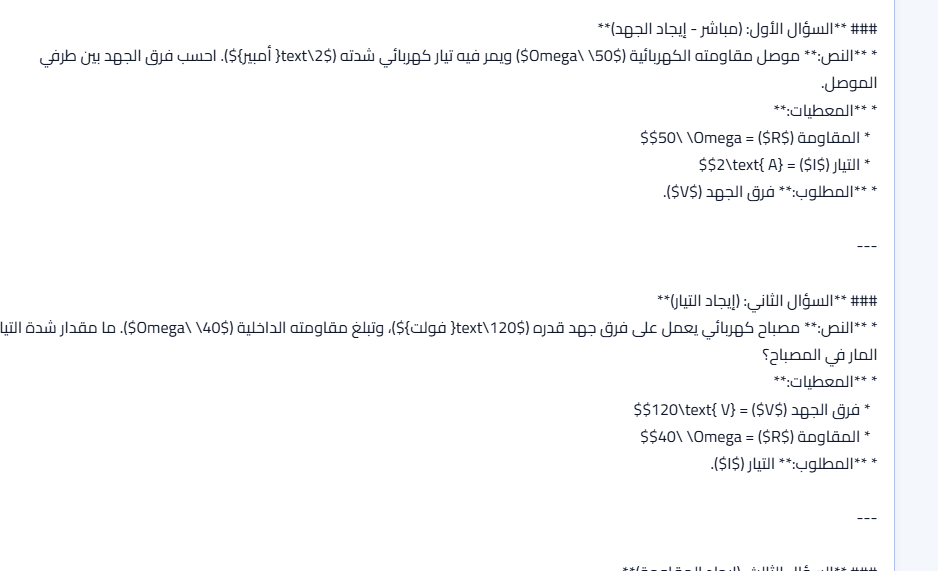 ### **السؤال الأول: (مباشر - إيجاد الجهد)**
* **النص:** موصل مقاومته الكهربائية ($50\ \Omega$) ويمر فيه تيار كهربائي شدته ($2\text{ أمبير}$). احسب فرق الجهد بين طرفي
الموصل.
* **المعطيات:**
* المقاومة ($R$) = $50\ \Omega$
* التيار ($I$) = $2\text{ A}$
* **المطلوب:** فرق الجهد ($V$).
---
### **السؤال الثاني: (إيجاد التيار)**
* **النص:** مصباح كهربائي يعمل على فرق جهد قدره ($120\text{ فولت}$)، وتبلغ مقاومته الداخلية ($40\ \Omega$). ما مقدار شدة
المار في المصباح؟
* **المعطيات:**
* فرق الجهد ($V$) = $120\text{ V}$
* المقاومة ($R$) = $40\ \Omega$
* **المطلوب:** التيار ($I$).
---